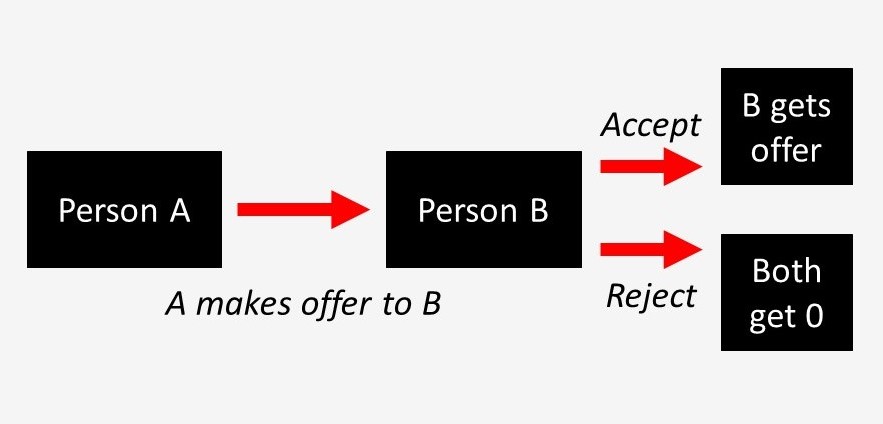 Person A
A makes offer to B
Person B
Accept
B gets
offer
Reject
Both
get 0